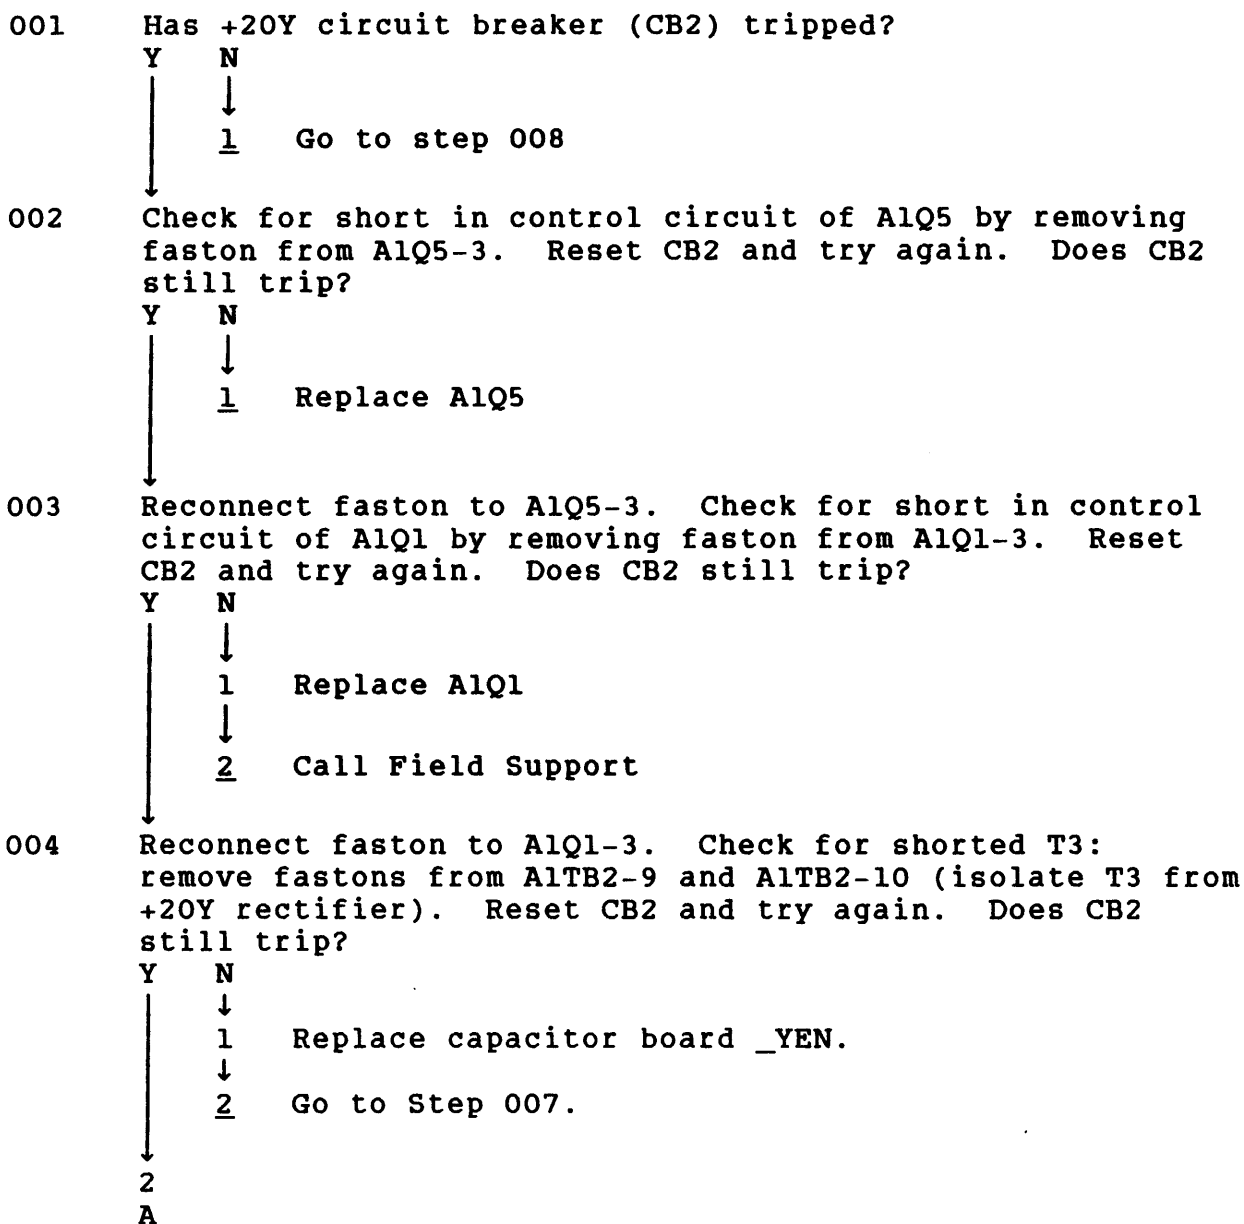 001 Has +20Y circuit breaker (CB2) tripped?
Y N
1 Go to step 008
002 Check for short in control circuit of A1Q5 by removing
faston from A1Q5-3. Reset CB2 and try again. Does CB2
still trip?
Y N
1 Replace A1Q5
003 Reconnect faston to A1Q5-3. Check for short in control
circuit of A1Q1 by removing faston from A1Q1-3. Reset
CB2 and try again. Does CB2 still trip?
Y N
1 Replace A1Q1
2 Call Field Support
004 Reconnect faston to A1Q1-3. Check for shorted T3:
remove fastons from A1TB2-9 and A1TB2-10 (isolate T3 from
+20Y rectifier). Reset CB2 and try again. Does CB2
still trip?
Y N
1 Replace capacitor board _YEN.
2 Go to Step 007.
2
A